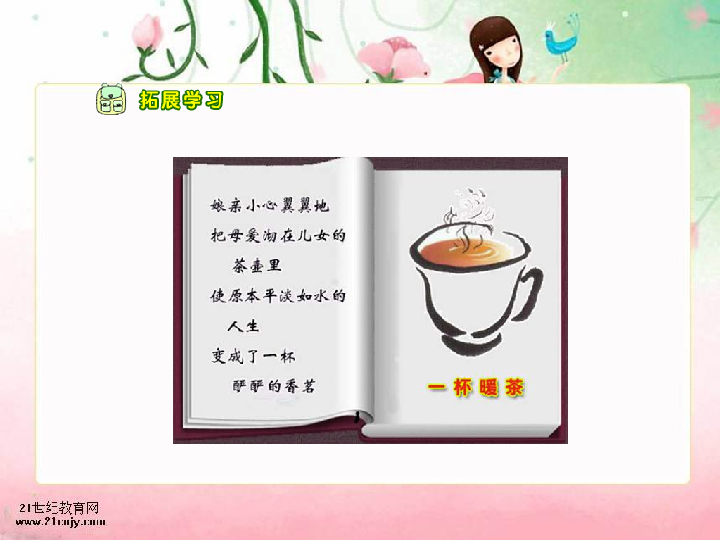 拓展学习
娘亲小心翼翼地
把母爱沏在儿女的
茶壶里
使原本平淡如水的
人生
变成了一杯
酽酽的香茗
一杯暖茶
21世纪教育网
www.21cnjy.com